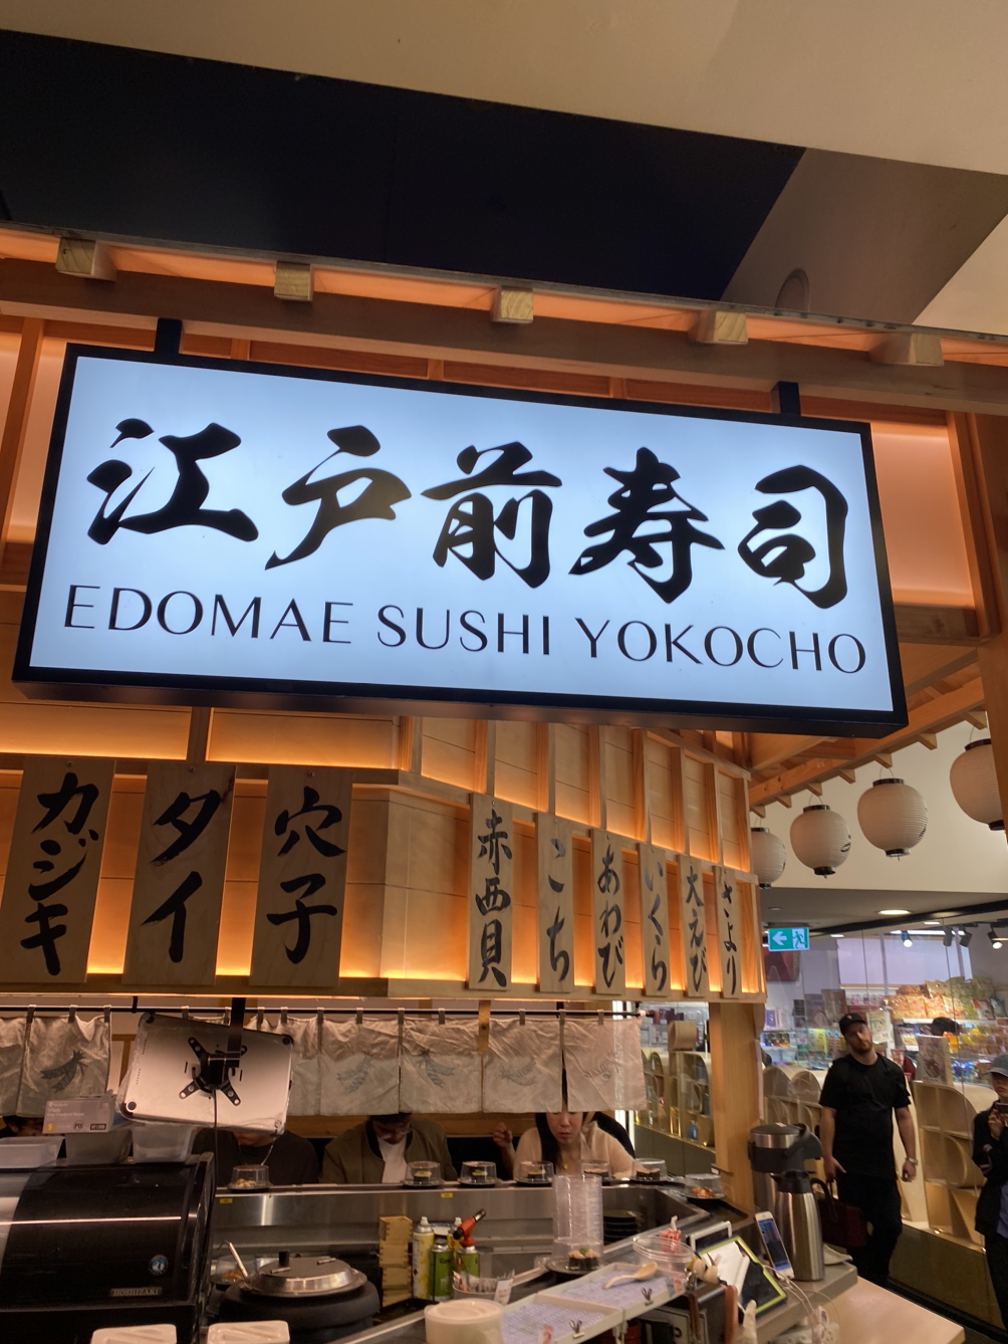 江戸前寿司
EDOMAE SUSHI YOKOCHO
カジキ
タイ
穴子
赤西貝
こち
あわび
いくら
大えび
さより
HOSHIZAKI